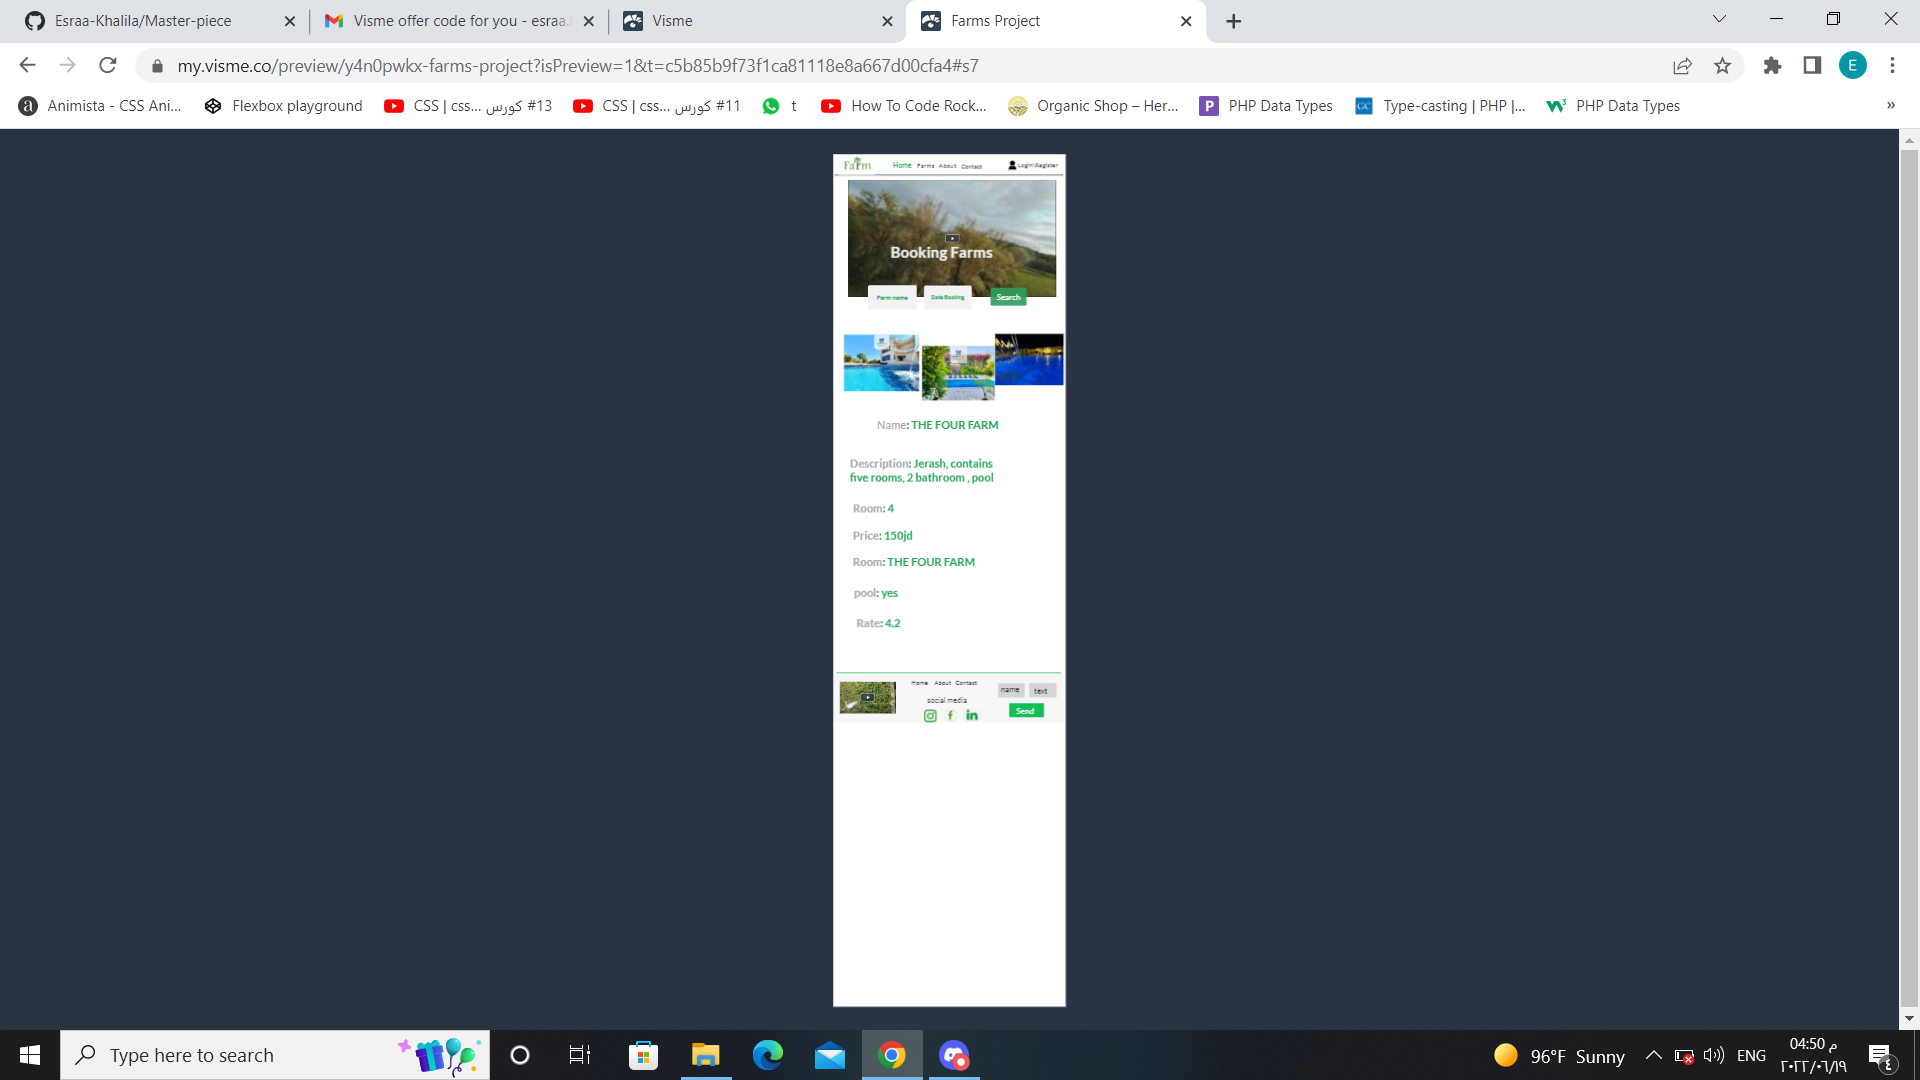 Esraa-Khalila/Master-piece
Visme offer code for you - esraa.
Visme
Farms Project
my.visme.co/preview/y4n0pwkx-farms-project?isPreview=1&t=c5b85b9f73f1ca81118e8a667d00cfa4#s7
E
Animista - CSS Ani...
Flexbox playground
CSS | css... كورس #13
CSS | css... كورس #11
t
How To Code Rock...
Organic Shop – Her...
PHP Data Types
Type-casting | PHP |...
PHP Data Types
»
Farm
Home
Farms
About
Contact
Login\Register
Booking Farms
Farm name
Date Booking
Search
Name: THE FOUR FARM
Description: Jerash, contains
five rooms, 2 bathroom , pool
Room: 4
Price: 150jd
Room: THE FOUR FARM
pool: yes
Rate: 4.2
Home
About
Contact
name
text
social media
Send
Type here to search
96°F Sunny
ENG
04:50 م
٢٠٢٢/٠٦/١٩
٤